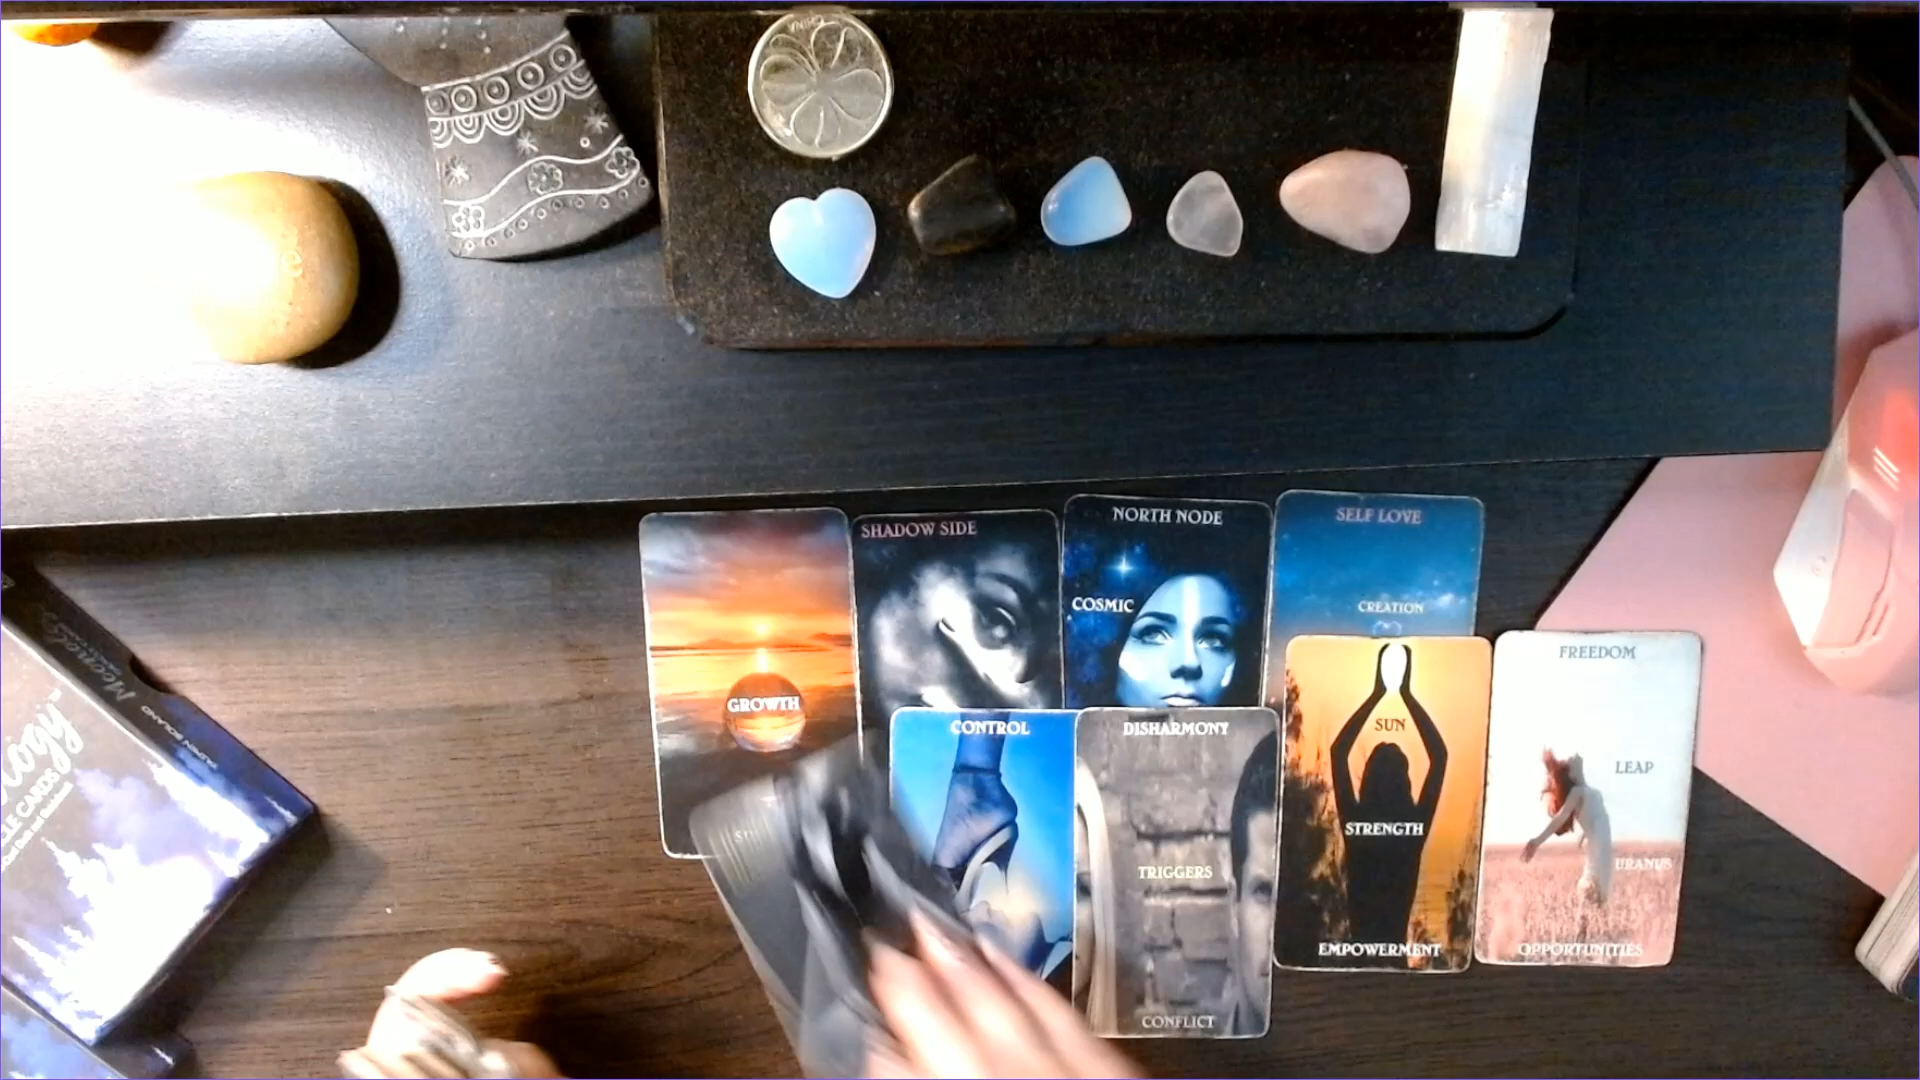 CHINA
GROWTH
SHADOW SIDE
NORTH NODE
COSMIC
SELF LOVE
CREATION
CONTROL
DISHARMONY
TRIGGERS
CONFLICT
SUN
STRENGTH
EMPOWERMENT
FREEDOM
LEAP
URANUS
OPPORTUNITIES